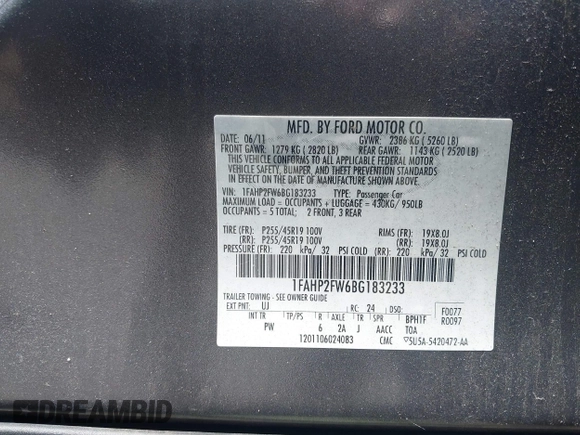 MFD. BY FORD MOTOR CO.
DATE: 06/11 GVWR: 2386 KG ( 5260 LB)
FRONT GAWR: 1279 KG ( 2820 LB) REAR GAWR: 1143 KG ( 2520 LB)
THIS VEHICLE CONFORMS TO ALL APPLICABLE FEDERAL MOTOR
VEHICLE SAFETY, BUMPER, AND THEFT PREVENTION STANDARDS
IN EFFECT ON THE DATE OF MANUFACTURE SHOWN ABOVE.
VIN: 1FAHP2FW6BG183233 TYPE: Passenger Car
MAXIMUM LOAD = OCCUPANTS + LUGGAGE = 430KG/ 950LB
OCCUPANTS = 5 TOTAL; 2 FRONT, 3 REAR
TIRE (FR): P255/45R19 100V RIMS (FR): 19X8.0J
(RR): P255/45R19 100V (RR): 19X8.0J
PRESSURE (FR): 220 kPa/ 32 PSI COLD (RR): 220 kPa/ 32 PSI COLD
1FAHP2FW6BG183233
TRAILER TOWING - SEE OWNER GUIDE
EXT PNT: UJ RC: 24 DSO: F0077
INT TR TP/PS R AXLE TR SPR BPH1F R0097
PW 6 2A J AACC TOA
1201106024083 CMC ▽5U5A-5420472-AA
DREAMBID